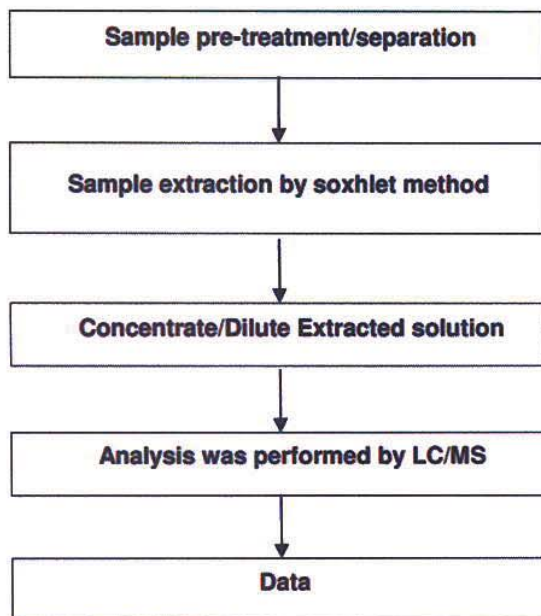 Sample pre-treatment/separation
Sample extraction by soxhlet method
Concentrate/Dilute Extracted solution
Analysis was performed by LC/MS
Data